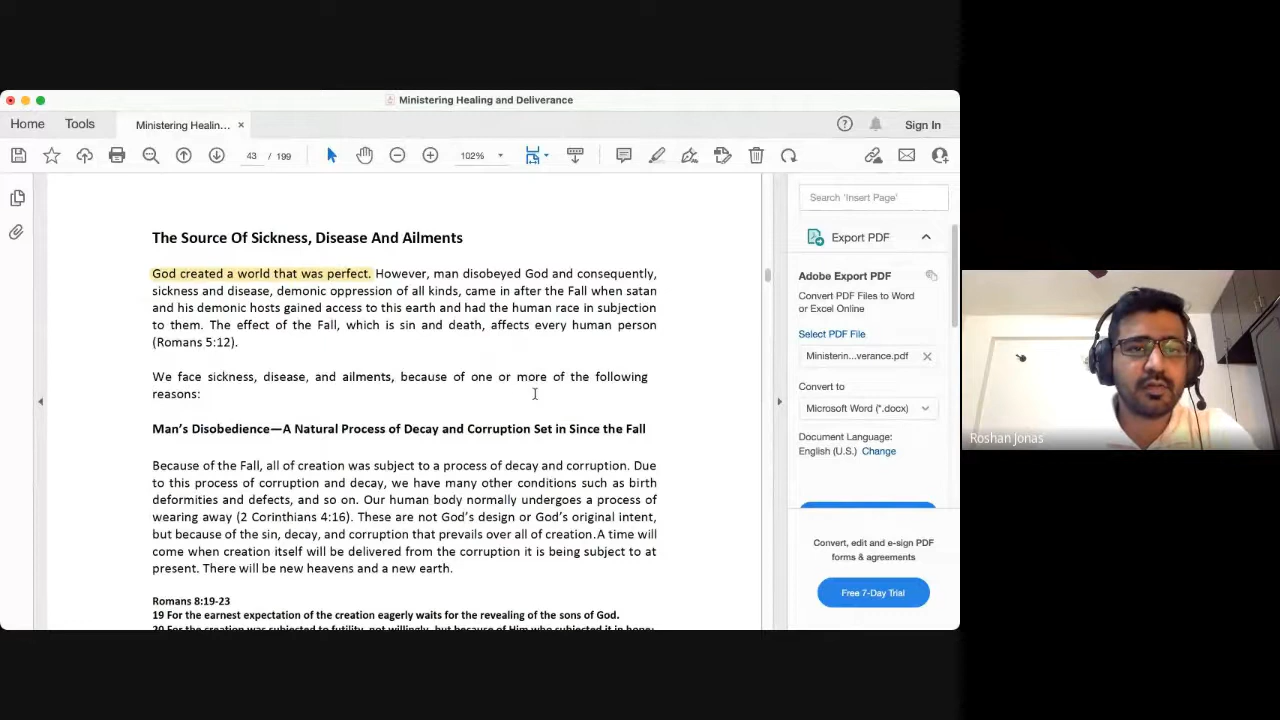 Ministering Healing and Deliverance
Home Tools Ministering Healin... × Sign In
43 / 199 102%
The Source Of Sickness, Disease And Ailments
God created a world that was perfect. However, man disobeyed God and consequently,
sickness and disease, demonic oppression of all kinds, came in after the Fall when satan
and his demonic hosts gained access to this earth and had the human race in subjection
to them. The effect of the Fall, which is sin and death, affects every human person
(Romans 5:12).
We face sickness, disease, and ailments, because of one or more of the following
reasons:
Man's Disobedience—A Natural Process of Decay and Corruption Set in Since the Fall
Because of the Fall, all of creation was subject to a process of decay and corruption. Due
to this process of corruption and decay, we have many other conditions such as birth
deformities and defects, and so on. Our human body normally undergoes a process of
wearing away (2 Corinthians 4:16). These are not God's design or God's original intent,
but because of the sin, decay, and corruption that prevails over all of creation.A time will
come when creation itself will be delivered from the corruption it is being subject to at
present. There will be new heavens and a new earth.
Romans 8:19-23
19 For the earnest expectation of the creation eagerly waits for the revealing of the sons of God.
20 For the creation was subjected to futility, not willingly, but because of Him who subjected it in hope;
Search 'Insert Page'
Export PDF
Adobe Export PDF
Convert PDF Files to Word
or Excel Online
Select PDF File
Ministerin...verance.pdf
Convert to
Microsoft Word (*.docx)
Document Language:
English (U.S.) Change
Convert, edit and e-sign PDF
forms & agreements
Free 7-Day Trial
Roshan Jonas